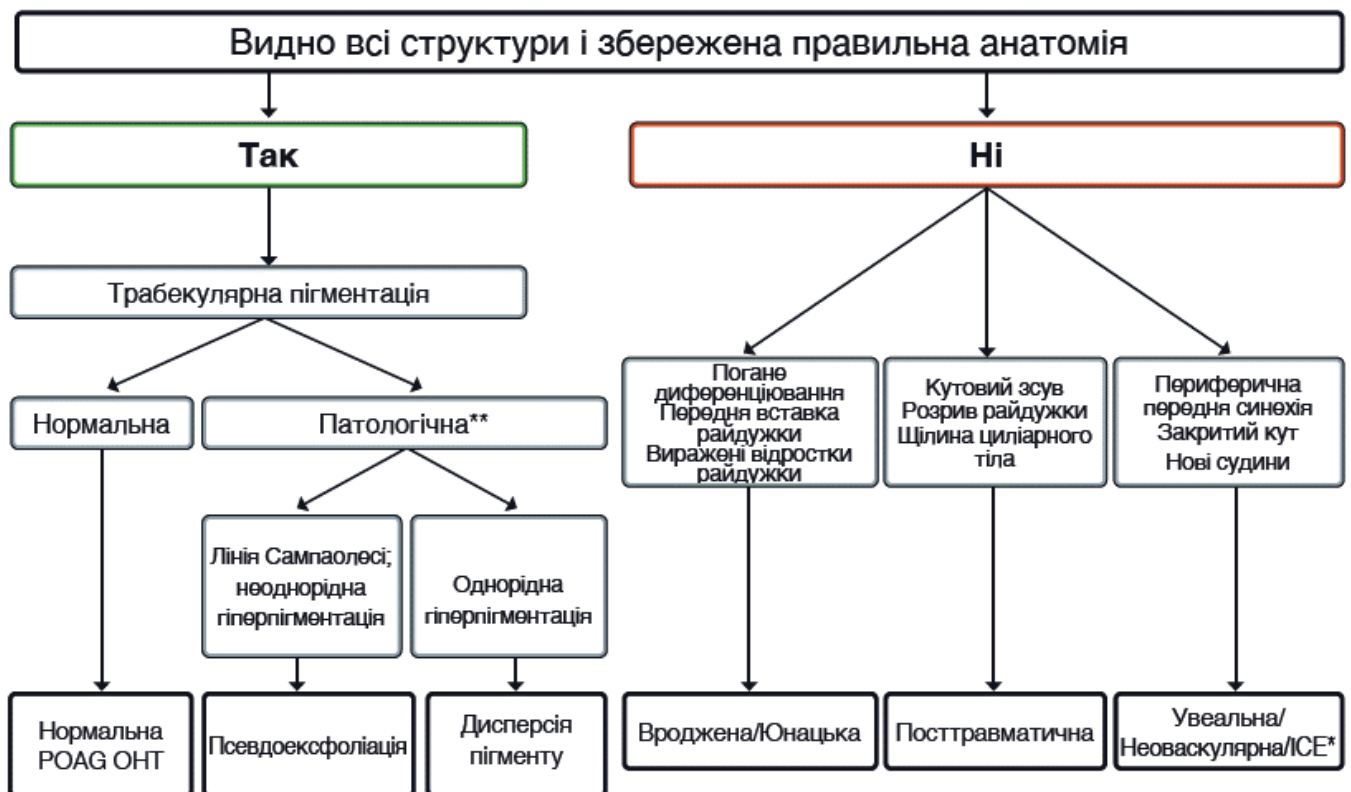 Видно всі структури і збережена правильна анатомія
Так
Ні
Трабекулярна пігментація
Нормальна
Патологічна**
Погане
диференціювання
Передня вставка
райдужки
Виражені відростки
райдужки
Кутовий зсув
Розрив райдужки
Щілина циліарного
тіла
Периферична
передня синехія
Закритий кут
Нові судини
Лінія Сампаолесі;
неоднорідна
гіперпігментація
Однорідна
гіперпігментація
Нормальна
POAG OHT
Псевдоексфоліація
Дисперсія
пігменту
Вроджена/Юнацька
Посттравматична
Увеальна/
Неоваскулярна/ICE*